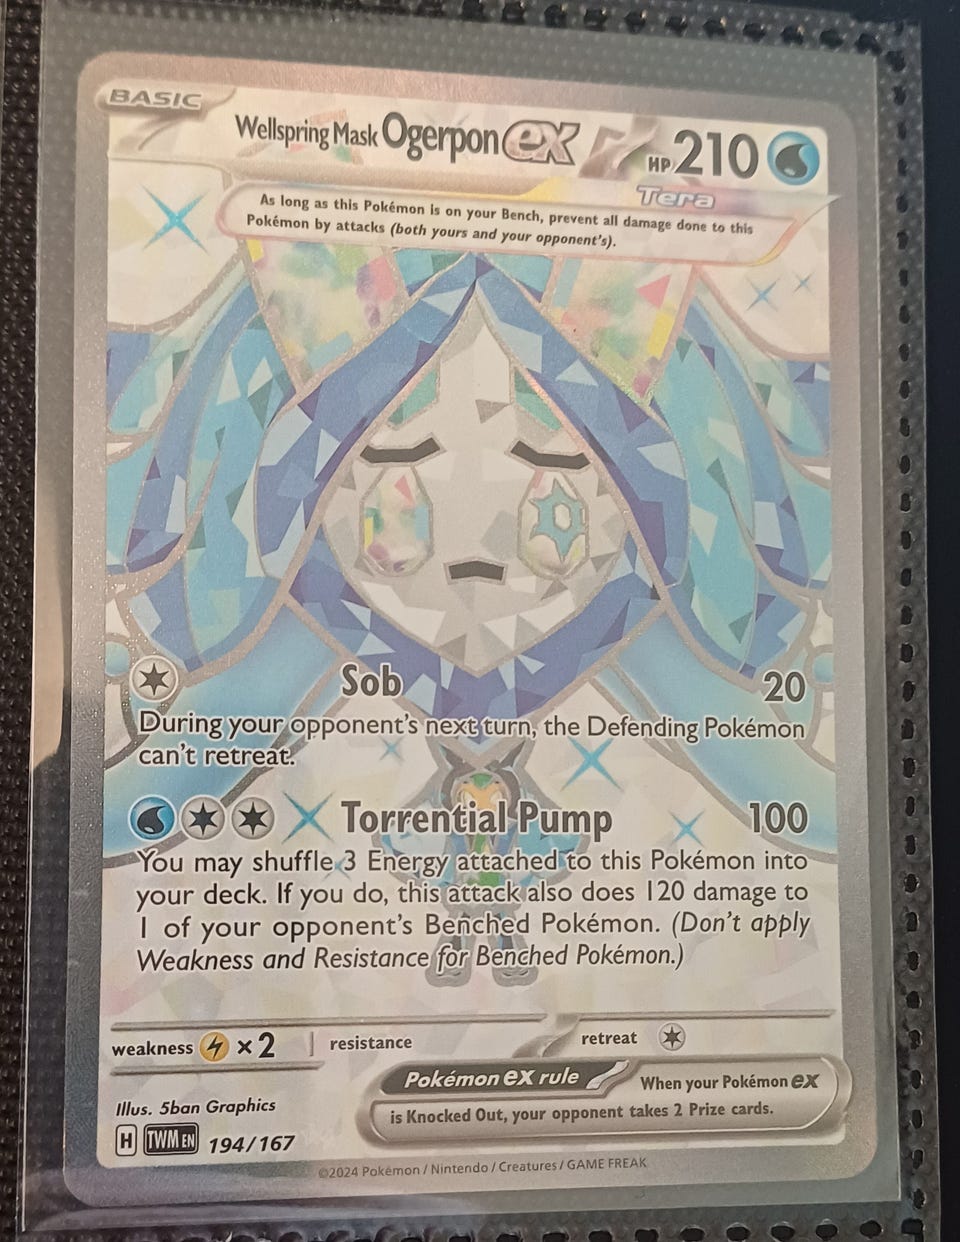 BASIC
Wellspring Mask Ogerpon ex HP 210
Tera
As long as this Pokémon is on your Bench, prevent all damage done to this
Pokémon by attacks (both yours and your opponent's).
Sob 20
During your opponent's next turn, the Defending Pokémon
can't retreat.
Torrential Pump 100
You may shuffle 3 Energy attached to this Pokémon into
your deck. If you do, this attack also does 120 damage to
1 of your opponent's Benched Pokémon. (Don't apply
Weakness and Resistance for Benched Pokémon.)
weakness ×2 resistance retreat
Pokémon ex rule When your Pokémon ex
is Knocked Out, your opponent takes 2 Prize cards.
Illus. 5ban Graphics
H TWM EN 194/167
©2024 Pokémon / Nintendo / Creatures / GAME FREAK